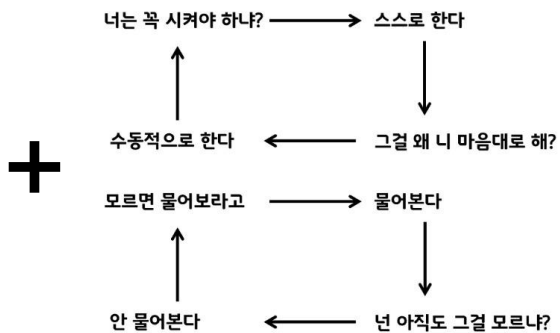 너는 꼭 시켜야 하냐? 스스로 한다
수동적으로 한다 그걸 왜 니 마음대로 해?
모르면 물어보라고 물어본다
안 물어본다 넌 아직도 그걸 모르냐?